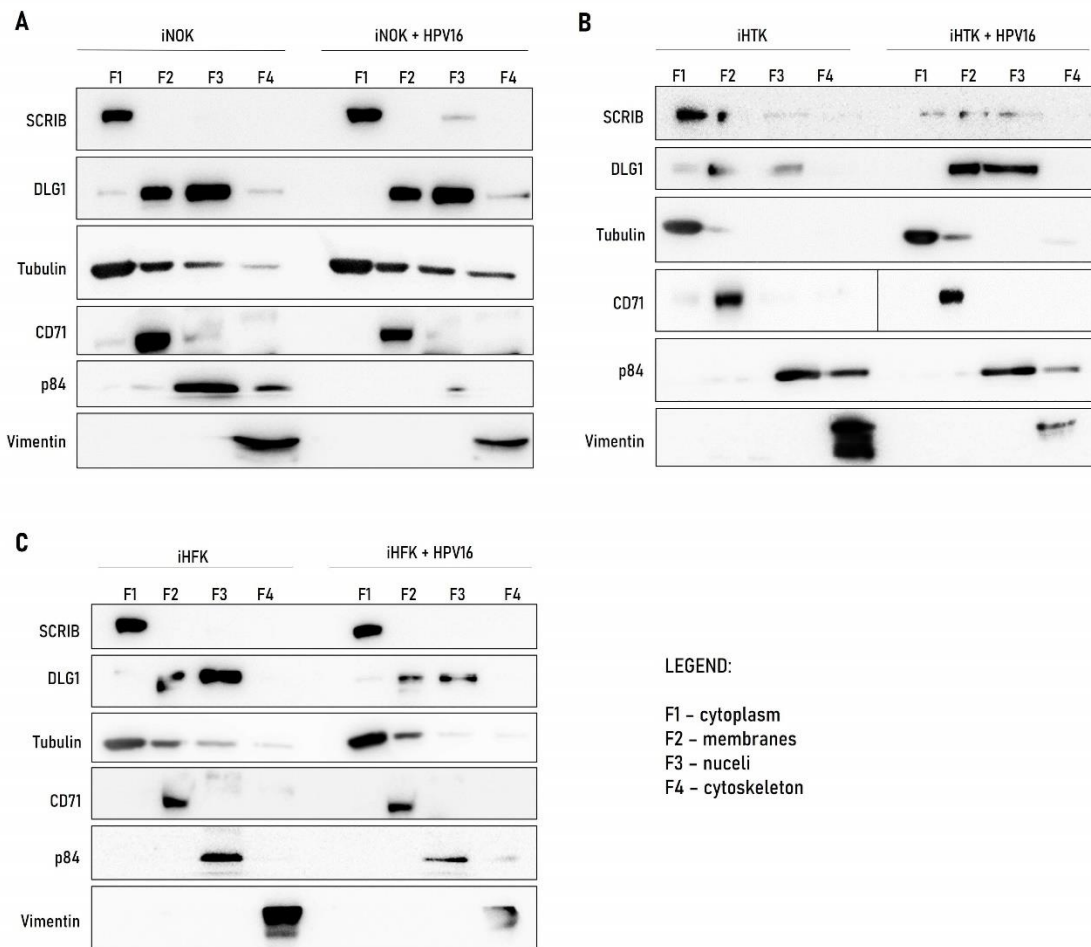 A
iNOK iNOK + HPV16
F1 F2 F3 F4 F1 F2 F3 F4
SCRIB
DLG1
Tubulin
CD71
p84
Vimentin
B
iHTK iHTK + HPV16
F1 F2 F3 F4 F1 F2 F3 F4
SCRIB
DLG1
Tubulin
CD71
p84
Vimentin
C
iHFK iHFK + HPV16
F1 F2 F3 F4 F1 F2 F3 F4
SCRIB
DLG1
Tubulin
CD71
p84
Vimentin
LEGEND:
F1 – cytoplasm
F2 – membranes
F3 – nuceli
F4 – cytoskeleton